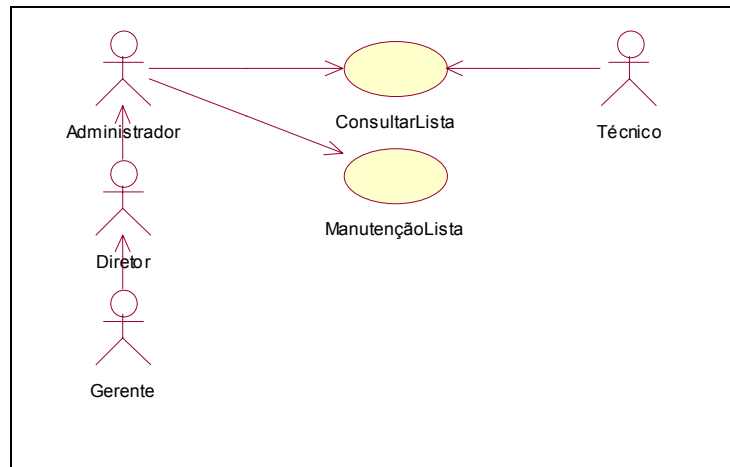 Administrador
ConsultarLista
Técnico
ManutençãoLista
Diretor
Gerente